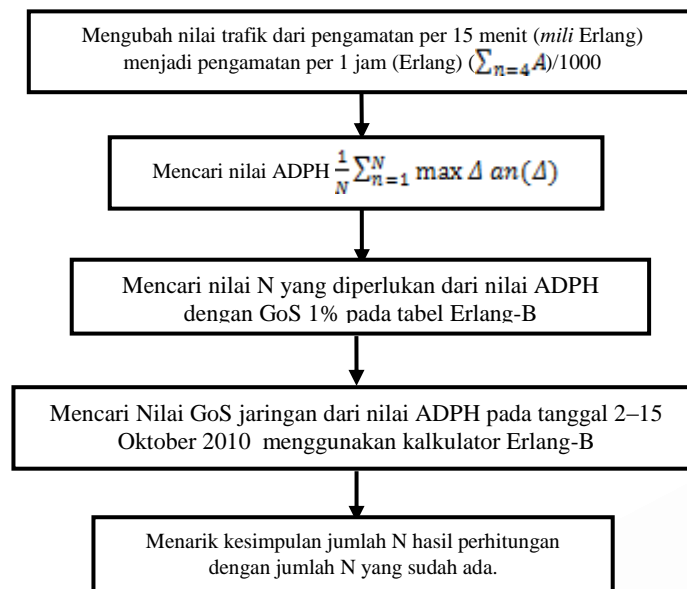 Mengubah nilai trafik dari pengamatan per 15 menit (mili Erlang)
menjadi pengamatan per 1 jam (Erlang) (∑ₙ₌₄ A)/1000
Mencari nilai ADPH 1/N ∑ₙ₌₁ᴺ max Δ an(Δ)
Mencari nilai N yang diperlukan dari nilai ADPH
dengan GoS 1% pada tabel Erlang-B
Mencari Nilai GoS jaringan dari nilai ADPH pada tanggal 2–15
Oktober 2010 menggunakan kalkulator Erlang-B
Menarik kesimpulan jumlah N hasil perhitungan
dengan jumlah N yang sudah ada.